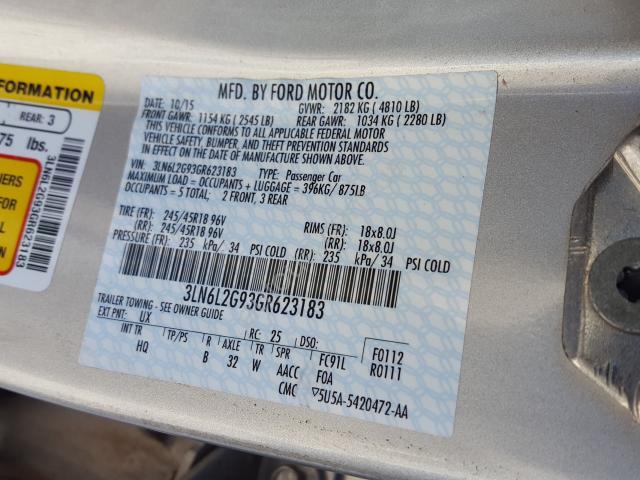 FORMATION
REAR: 3
75 lbs.
IERS
FOR
ED
3LN6L2G93GR623183
MFD. BY FORD MOTOR CO.
DATE: 10/15 GVWR: 2182 KG ( 4810 LB)
FRONT GAWR: 1154 KG ( 2545 LB) REAR GAWR: 1034 KG ( 2280 LB)
THIS VEHICLE CONFORMS TO ALL APPLICABLE FEDERAL MOTOR
VEHICLE SAFETY, BUMPER, AND THEFT PREVENTION STANDARDS
IN EFFECT ON THE DATE OF MANUFACTURE SHOWN ABOVE.
VIN: 3LN6L2G93GR623183 TYPE: Passenger Car
MAXIMUM LOAD = OCCUPANTS + LUGGAGE = 396KG/ 875LB
OCCUPANTS = 5 TOTAL: 2 FRONT, 3 REAR
TIRE (FR): 245/45R18 96V RIMS (FR): 18x8.0J
(RR): 245/45R18 96V (RR): 18x8.0J
PRESSURE (FR): 235 kPa/ 34 PSI COLD (RR): 235 kPa/ 34 PSI COLD
3LN6L2G93GR623183
TRAILER TOWING - SEE OWNER GUIDE
EXT PNT: UX RC: 25 DSO: F0112
INT TR TP/PS R AXLE TR SPR FC91L R0111
HQ B 32 W AACC F0A
CMC ▽5U5A-5420472-AA